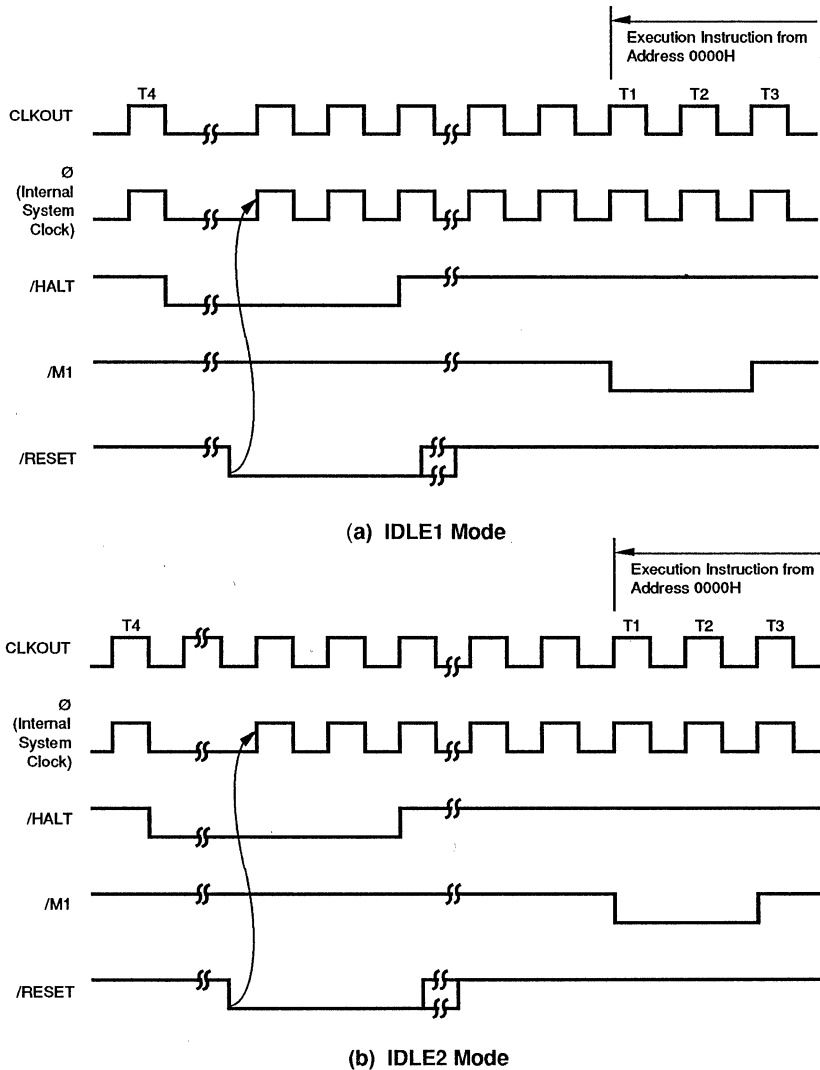 Execution Instruction from
Address 0000H
T4
T1
T2
T3
CLKOUT
Ø
(Internal
System
Clock)
/HALT
/M1
/RESET
(a) IDLE1 Mode
Execution Instruction from
Address 0000H
T4
T1
T2
T3
CLKOUT
Ø
(Internal
System
Clock)
/HALT
/M1
/RESET
(b) IDLE2 Mode